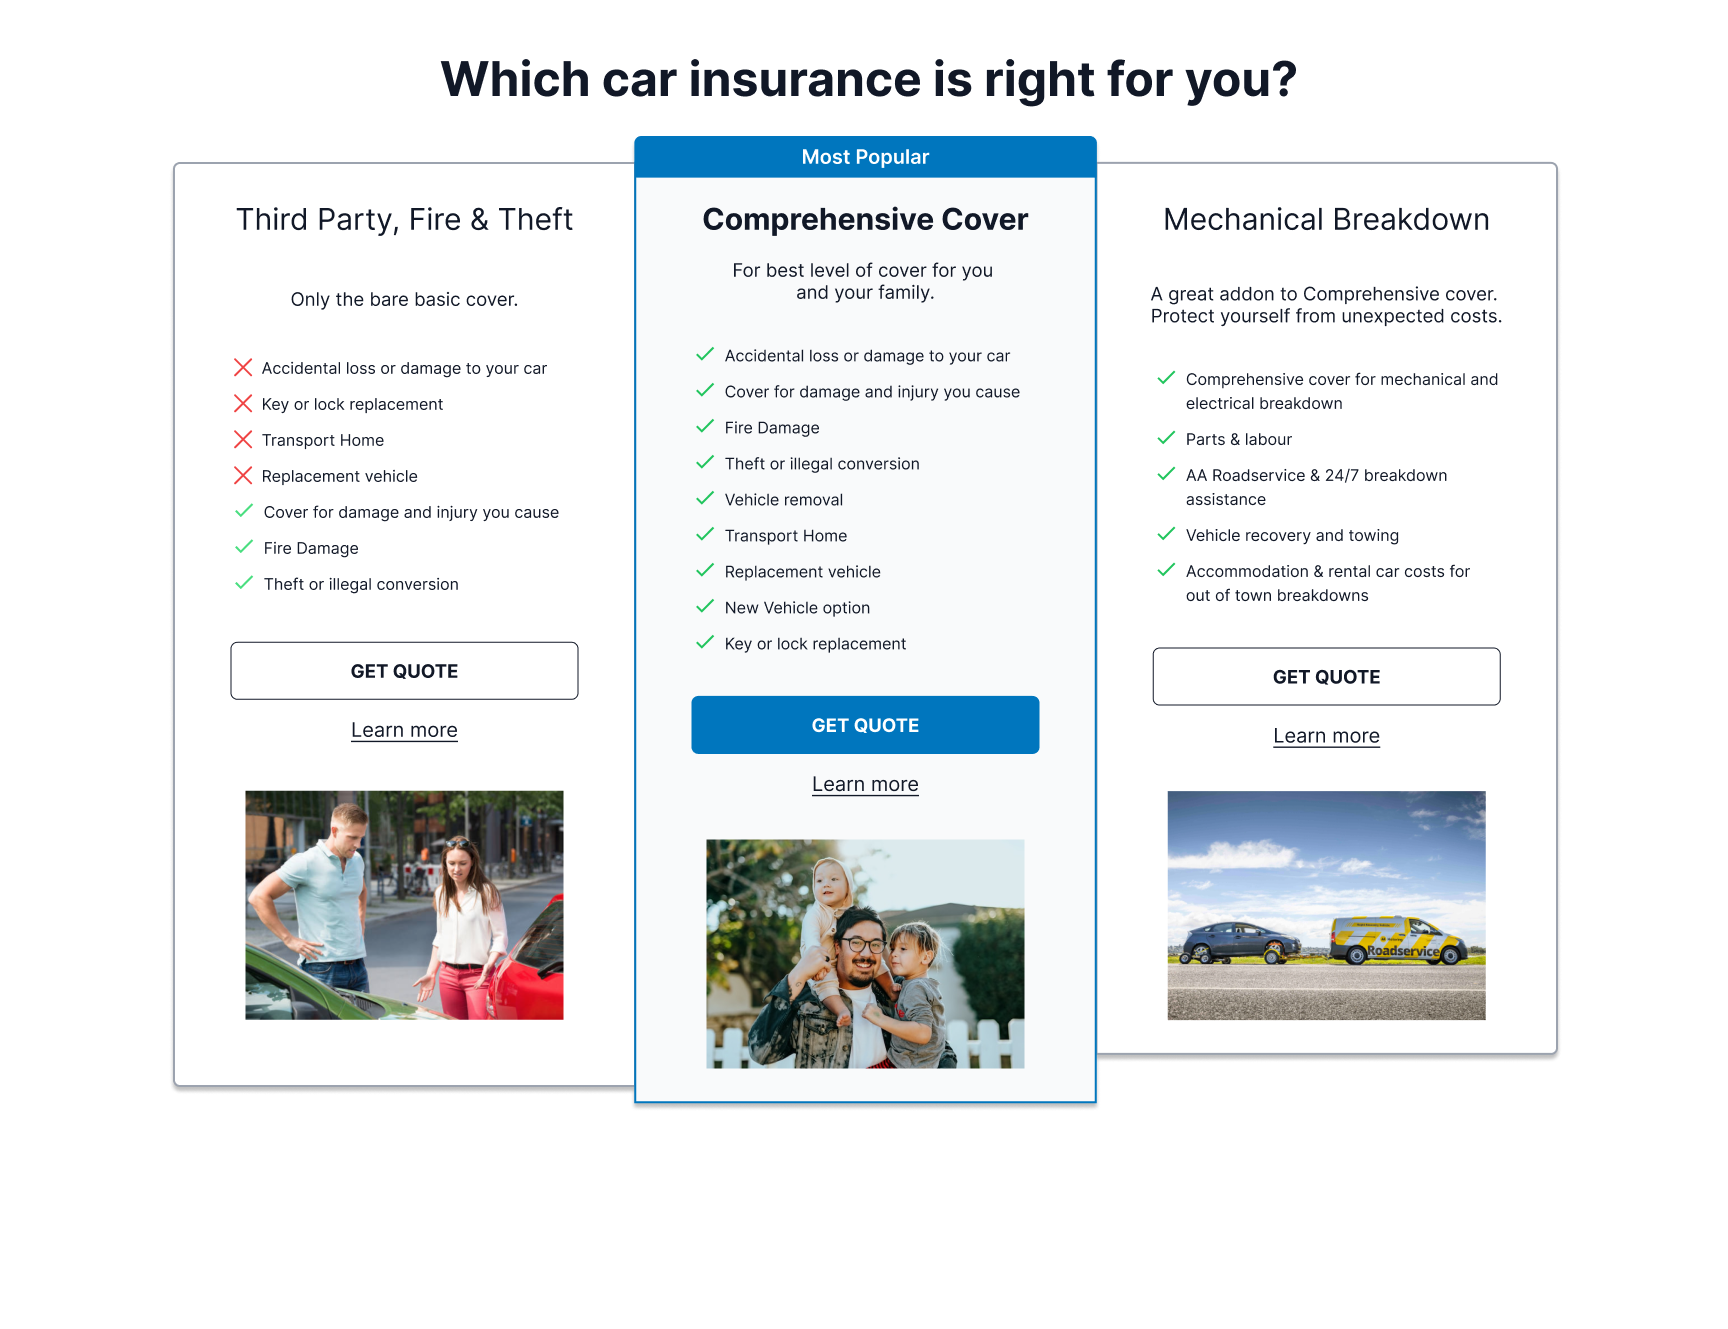 Which car insurance is right for you?
Third Party, Fire & Theft
Only the bare basic cover.
Accidental loss or damage to your car
Key or lock replacement
Transport Home
Replacement vehicle
Cover for damage and injury you cause
Fire Damage
Theft or illegal conversion
GET QUOTE
Learn more
Most Popular
Comprehensive Cover
For best level of cover for you
and your family.
Accidental loss or damage to your car
Cover for damage and injury you cause
Fire Damage
Theft or illegal conversion
Vehicle removal
Transport Home
Replacement vehicle
New Vehicle option
Key or lock replacement
GET QUOTE
Learn more
Mechanical Breakdown
A great addon to Comprehensive cover.
Protect yourself from unexpected costs.
Comprehensive cover for mechanical and
electrical breakdown
Parts & labour
AA Roadservice & 24/7 breakdown
assistance
Vehicle recovery and towing
Accommodation & rental car costs for
out of town breakdowns
GET QUOTE
Learn more
Roadservice